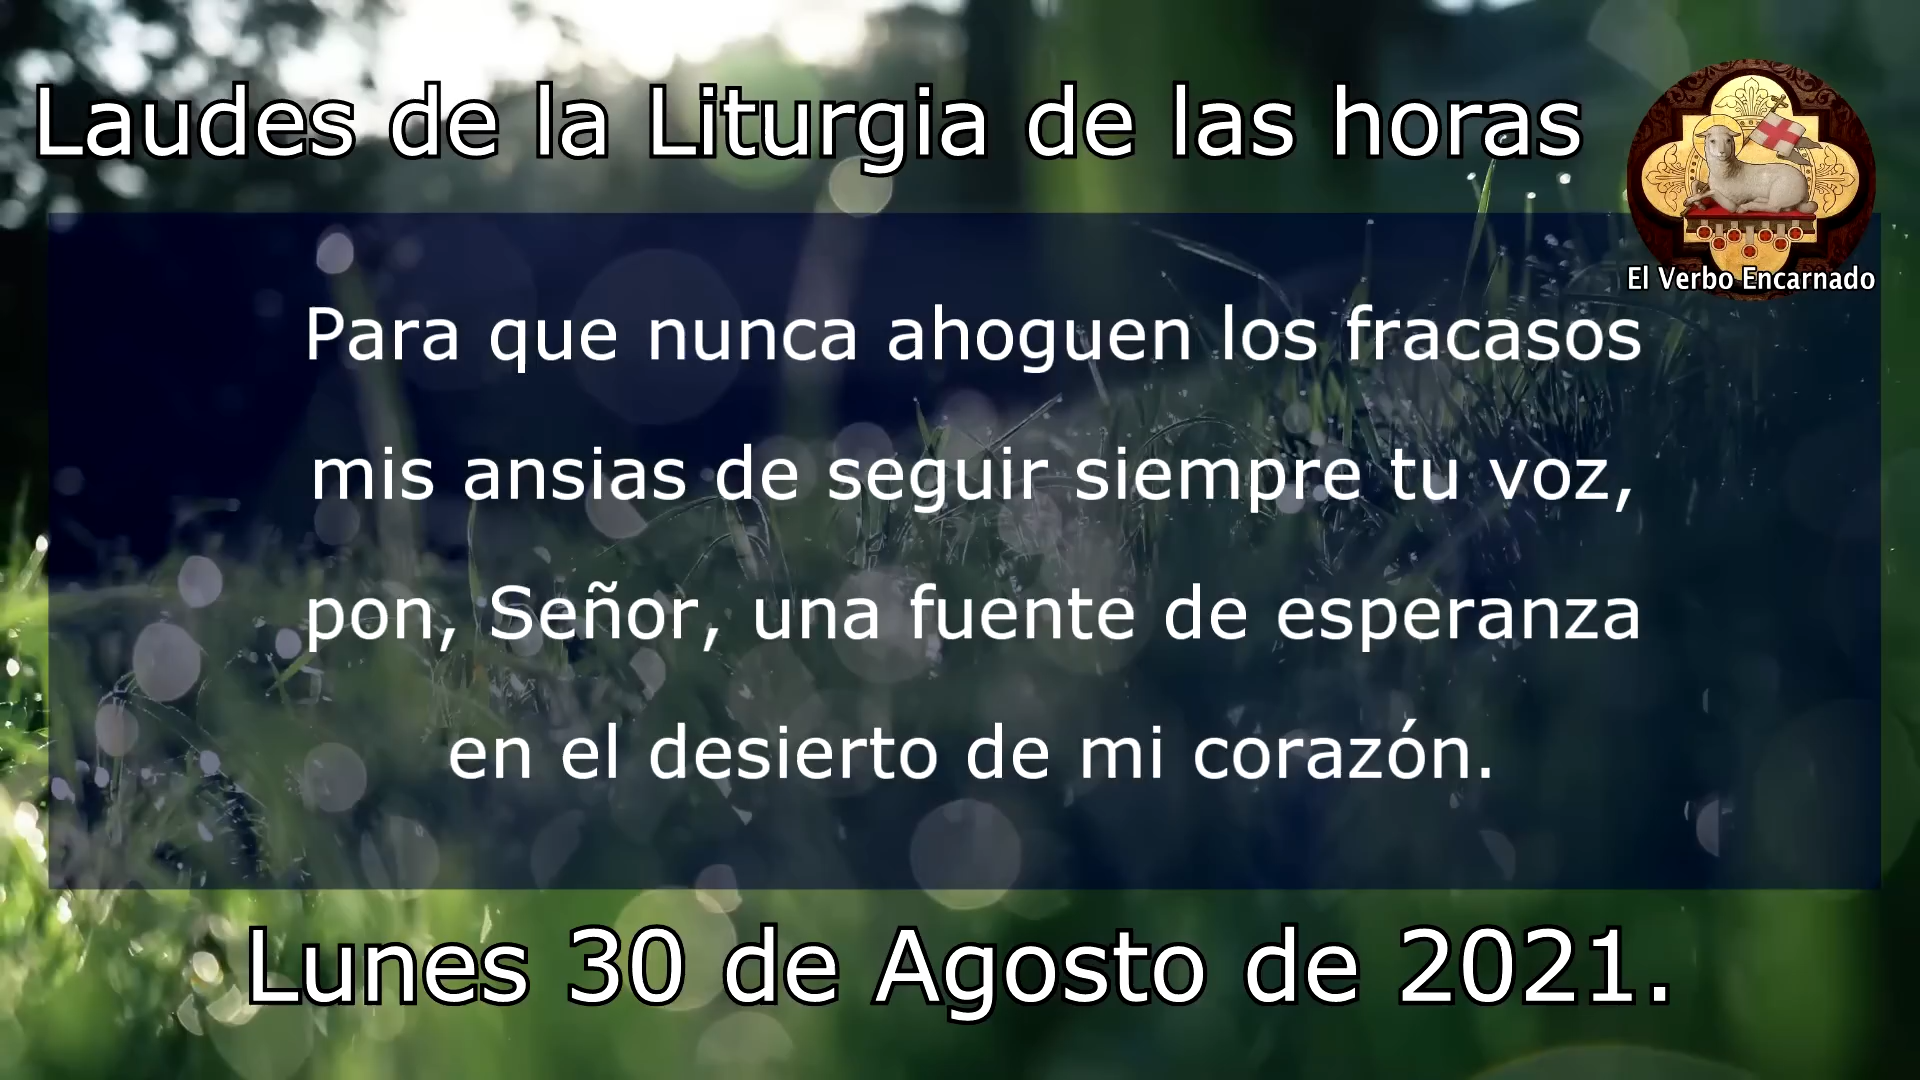 Laudes de la Liturgia de las horas
El Verbo Encarnado
Para que nunca ahoguen los fracasos
mis ansias de seguir siempre tu voz,
pon, Señor, una fuente de esperanza
en el desierto de mi corazón.
Lunes 30 de Agosto de 2021.